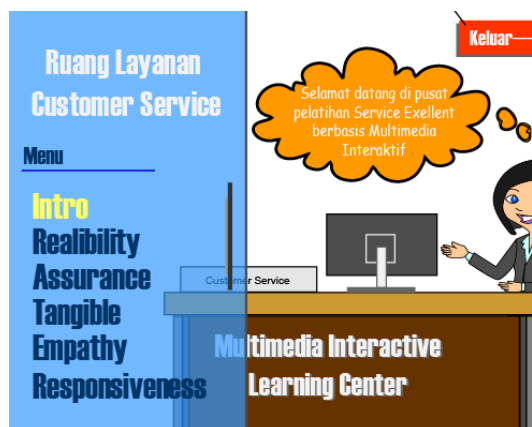 Ruang Layanan
Customer Service
Menu
Intro
Realibility
Assurance
Tangible
Empathy
Responsiveness
Keluar
Selamat datang di pusat
pelatihan Service Exellent
berbasis Multimedia
Interaktif
Customer Service
Multimedia Interactive
Learning Center